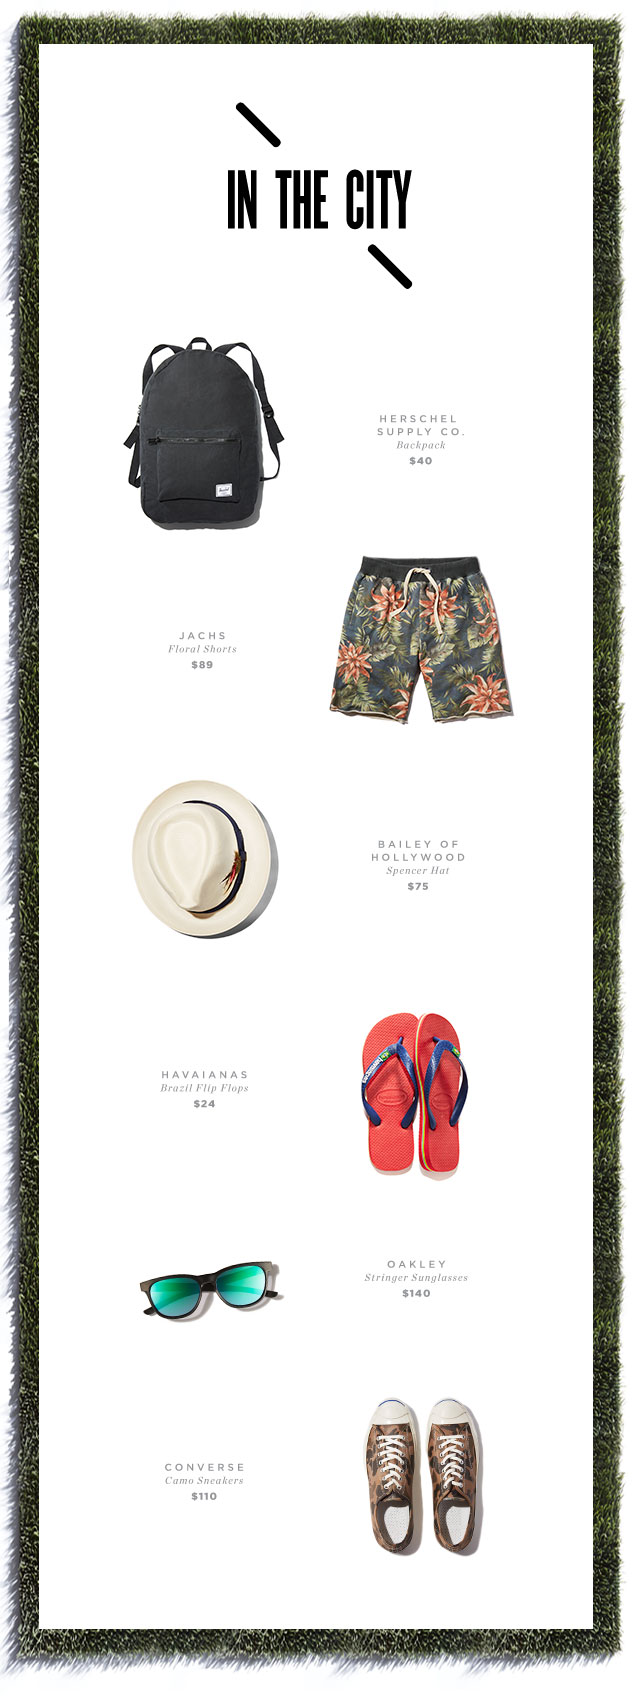 IN THE CITY
HERSCHEL
SUPPLY CO.
Backpack
$40
JACHS
Floral Shorts
$89
BAILEY OF
HOLLYWOOD
Spencer Hat
$75
HAVAIANAS
Brazil Flip Flops
$24
OAKLEY
Stringer Sunglasses
$140
CONVERSE
Camo Sneakers
$110